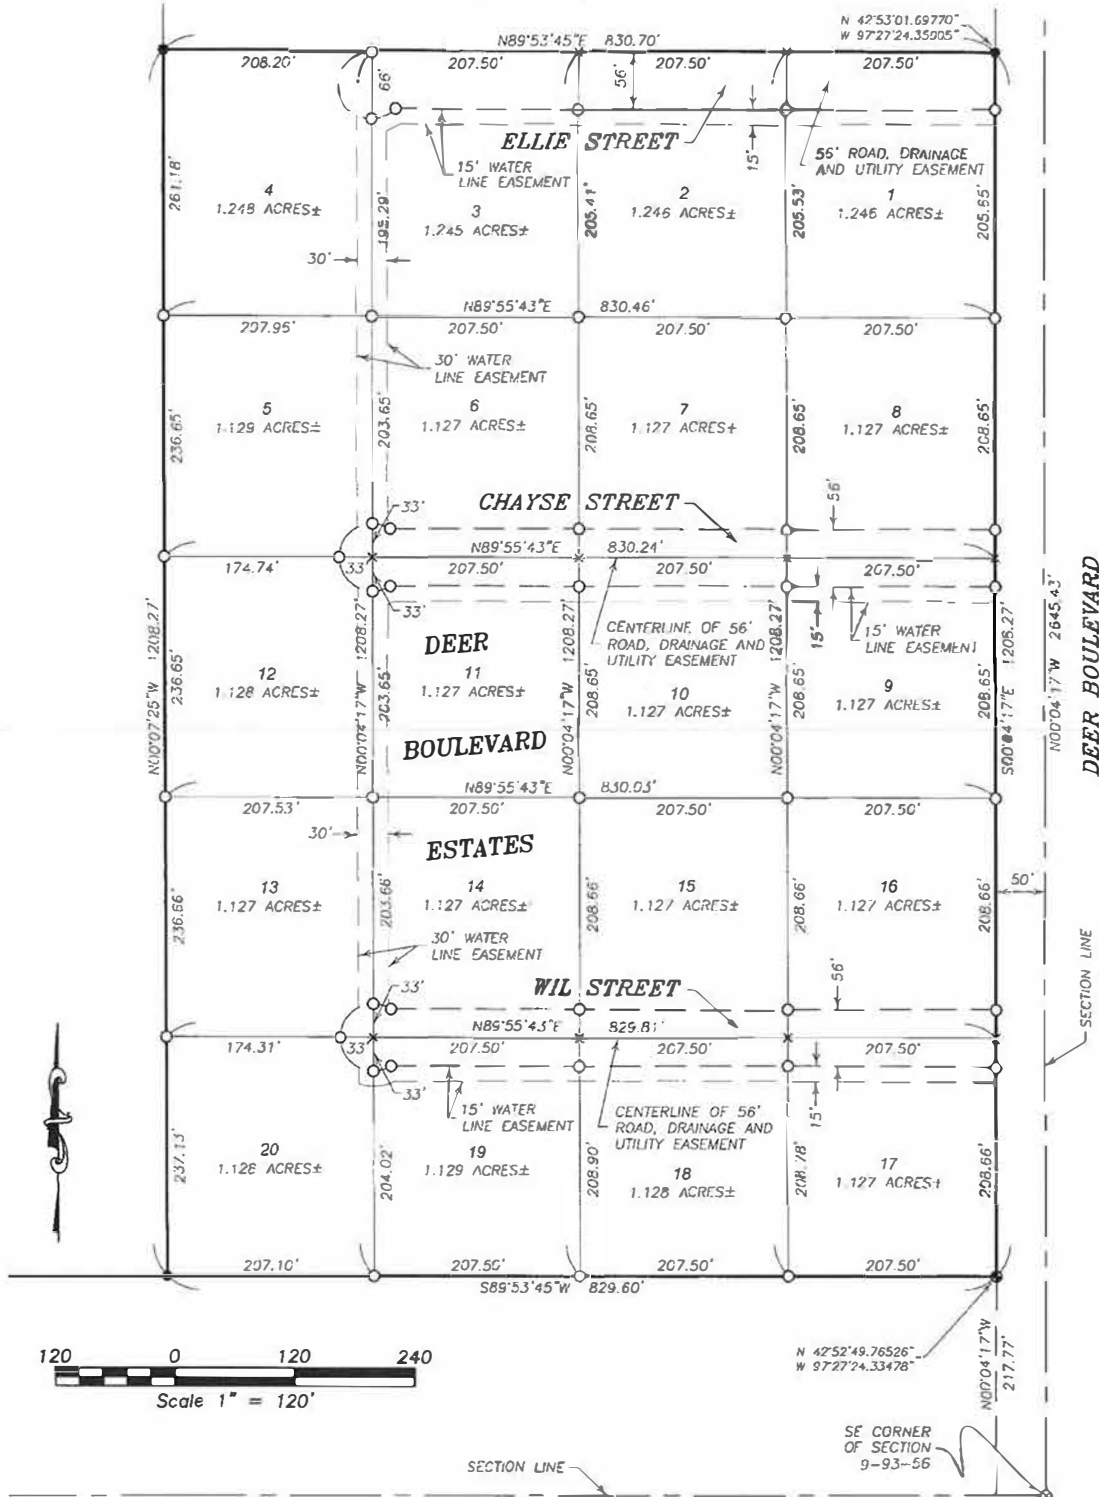 N 42°53'01.69770"
W 97°27'24.35005"
N89°53'45"E 830.70'
208.20' 207.50' 207.50' 207.50'
66' 56'
ELLIE STREET
15'
15' WATER
LINE EASEMENT
56' ROAD, DRAINAGE
AND UTILITY EASEMENT
261.18' 195.29' 205.41' 205.53' 205.65'
4
1.248 ACRES±
3
1.245 ACRES±
2
1.246 ACRES±
1
1.246 ACRES±
30'
N89°55'43"E 830.46'
207.95' 207.50' 207.50' 207.50'
30' WATER
LINE EASEMENT
5
1.129 ACRES±
6
1.127 ACRES±
7
1.127 ACRES±
8
1.127 ACRES±
236.65' 203.65' 208.65' 208.65' 208.65'
CHAYSE STREET
56'
33'
N89°55'43"E 830.24'
174.74' 33' 207.50' 207.50' 207.50'
33'
15'
15' WATER
LINE EASEMENT
CENTERLINE OF 56'
ROAD, DRAINAGE AND
UTILITY EASEMENT
DEER
12
1.128 ACRES±
11
1.127 ACRES±
10
1.127 ACRES±
9
1.127 ACRES±
236.65' 203.65' 208.65' 208.65' 208.65'
N00°07'25"W 1208.27'
N00°04'17"W 1208.27'
N00°04'17"W 1208.27'
N00°04'17"W 1208.27'
S00°04'17"E 1208.27'
N00°04'17"W 2645.43'
DEER BOULEVARD
BOULEVARD
N89°55'43"E 830.03'
207.53' 207.50' 207.50' 207.50'
30'
ESTATES
13
1.127 ACRES±
14
1.127 ACRES±
15
1.127 ACRES±
16
1.127 ACRES±
50'
236.66' 203.66' 208.66' 208.66' 208.66'
30' WATER
LINE EASEMENT
SECTION LINE
WIL STREET
56'
33'
N89°55'43"E 829.81'
174.31' 33' 207.50' 207.50' 207.50'
33'
15'
15' WATER
LINE EASEMENT
CENTERLINE OF 56'
ROAD, DRAINAGE AND
UTILITY EASEMENT
20
1.128 ACRES±
19
1.129 ACRES±
18
1.128 ACRES±
17
1.127 ACRES±
237.13' 204.02' 208.90' 208.78' 208.66'
207.10' 207.50' 207.50' 207.50'
S89°53'45"W 829.60'
N 42°52'49.76526"
W 97°27'24.33478"
N00°04'17"W
217.77'
120 0 120 240
Scale 1" = 120'
SE CORNER
OF SECTION
9-93-56
SECTION LINE